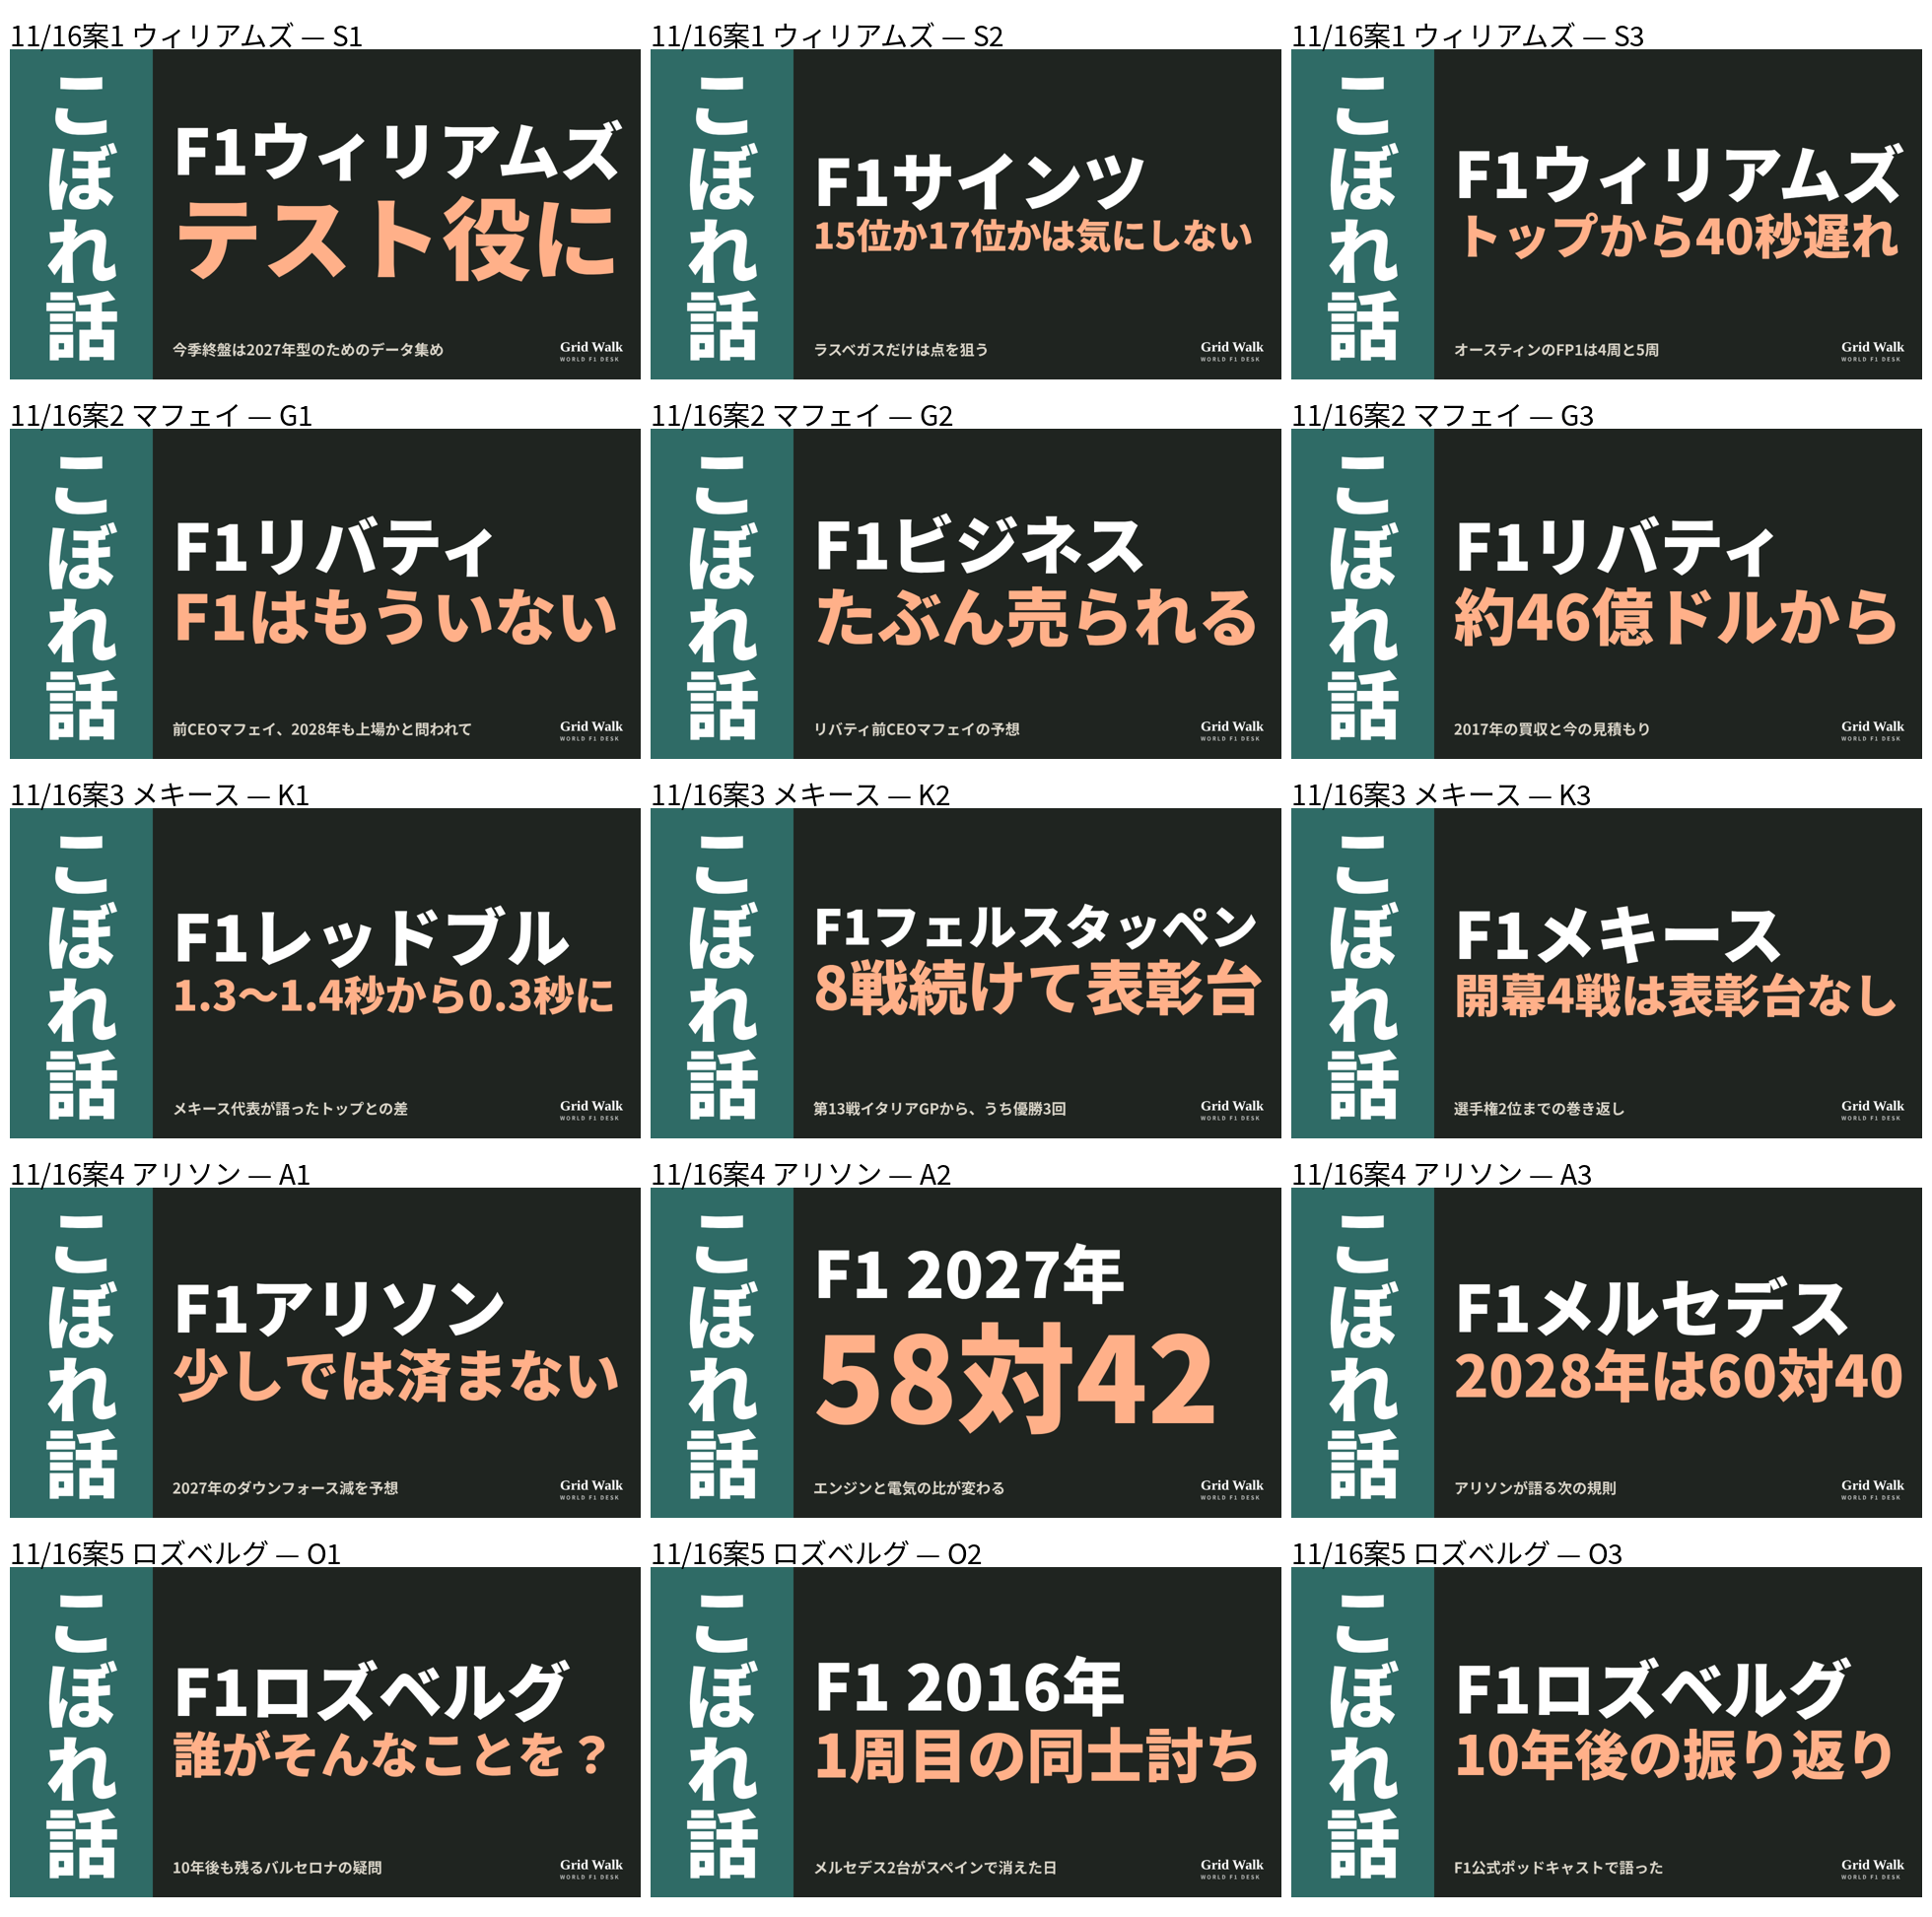 11/16案1 ウィリアムズ — S1
こぼれ話
F1ウィリアムズ
テスト役に
今季終盤は2027年型のためのデータ集め
Grid Walk
WORLD F1 DESK
11/16案1 ウィリアムズ — S2
こぼれ話
F1サインツ
15位か17位かは気にしない
ラスベガスだけは点を狙う
Grid Walk
WORLD F1 DESK
11/16案1 ウィリアムズ — S3
こぼれ話
F1ウィリアムズ
トップから40秒遅れ
オースティンのFP1は4周と5周
Grid Walk
WORLD F1 DESK
11/16案2 マフェイ — G1
こぼれ話
F1リバティ
F1はもういない
前CEOマフェイ、2028年も上場かと問われて
Grid Walk
WORLD F1 DESK
11/16案2 マフェイ — G2
こぼれ話
F1ビジネス
たぶん売られる
リバティ前CEOマフェイの予想
Grid Walk
WORLD F1 DESK
11/16案2 マフェイ — G3
こぼれ話
F1リバティ
約46億ドルから
2017年の買収と今の見積もり
Grid Walk
WORLD F1 DESK
11/16案3 メキース — K1
こぼれ話
F1レッドブル
1.3〜1.4秒から0.3秒に
メキース代表が語ったトップとの差
Grid Walk
WORLD F1 DESK
11/16案3 メキース — K2
こぼれ話
F1フェルスタッペン
8戦続けて表彰台
第13戦イタリアGPから、うち優勝3回
Grid Walk
WORLD F1 DESK
11/16案3 メキース — K3
こぼれ話
F1メキース
開幕4戦は表彰台なし
選手権2位までの巻き返し
Grid Walk
WORLD F1 DESK
11/16案4 アリソン — A1
こぼれ話
F1アリソン
少しでは済まない
2027年のダウンフォース減を予想
Grid Walk
WORLD F1 DESK
11/16案4 アリソン — A2
こぼれ話
F1 2027年
58対42
エンジンと電気の比が変わる
Grid Walk
WORLD F1 DESK
11/16案4 アリソン — A3
こぼれ話
F1メルセデス
2028年は60対40
アリソンが語る次の規則
Grid Walk
WORLD F1 DESK
11/16案5 ロズベルグ — O1
こぼれ話
F1ロズベルグ
誰がそんなことを？
10年後も残るバルセロナの疑問
Grid Walk
WORLD F1 DESK
11/16案5 ロズベルグ — O2
こぼれ話
F1 2016年
1周目の同士討ち
メルセデス2台がスペインで消えた日
Grid Walk
WORLD F1 DESK
11/16案5 ロズベルグ — O3
こぼれ話
F1ロズベルグ
10年後の振り返り
F1公式ポッドキャストで語った
Grid Walk
WORLD F1 DESK